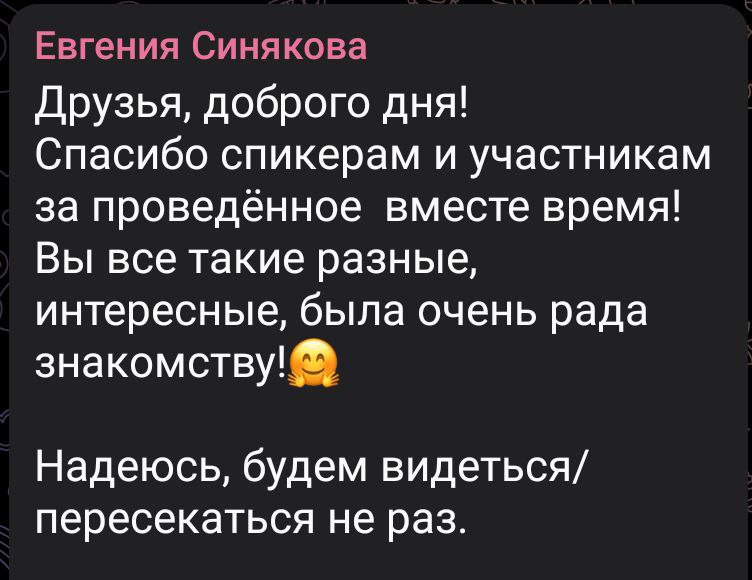 Евгения Синякова
Друзья, доброго дня!
Спасибо спикерам и участникам
за проведённое  вместе время!
Вы все такие разные,
интересные, была очень рада
знакомству!🤗
Надеюсь, будем видеться/
пересекаться не раз.